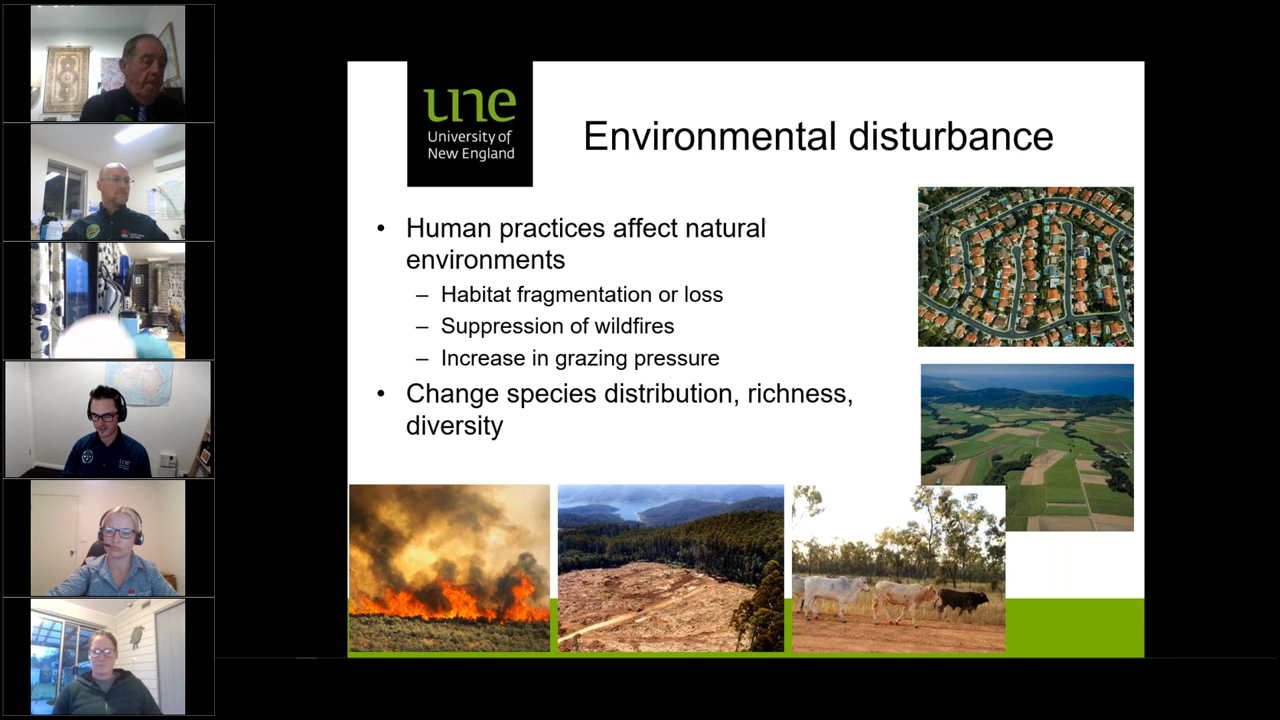 une
University of
New England
Environmental disturbance
• Human practices affect natural
environments
– Habitat fragmentation or loss
– Suppression of wildfires
– Increase in grazing pressure
• Change species distribution, richness,
diversity
une